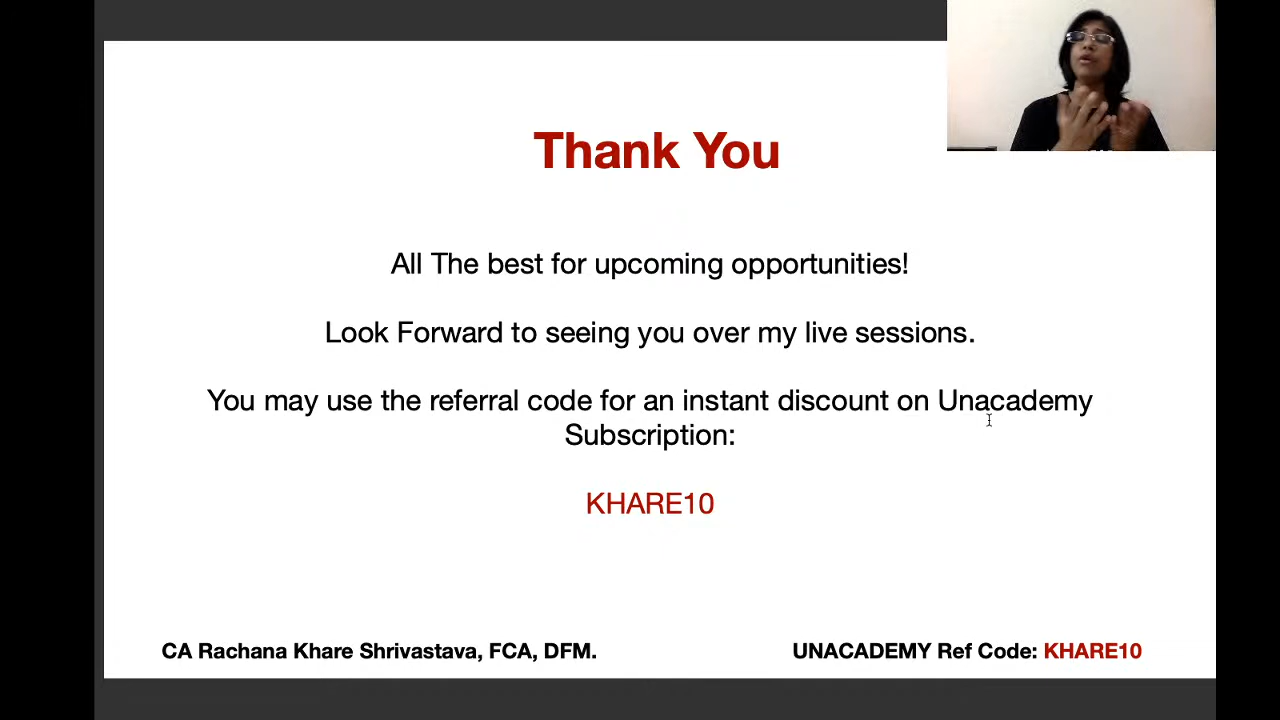 Thank You
All The best for upcoming opportunities!
Look Forward to seeing you over my live sessions.
You may use the referral code for an instant discount on Unacademy
Subscription:
KHARE10
CA Rachana Khare Shrivastava, FCA, DFM.
UNACADEMY Ref Code: KHARE10